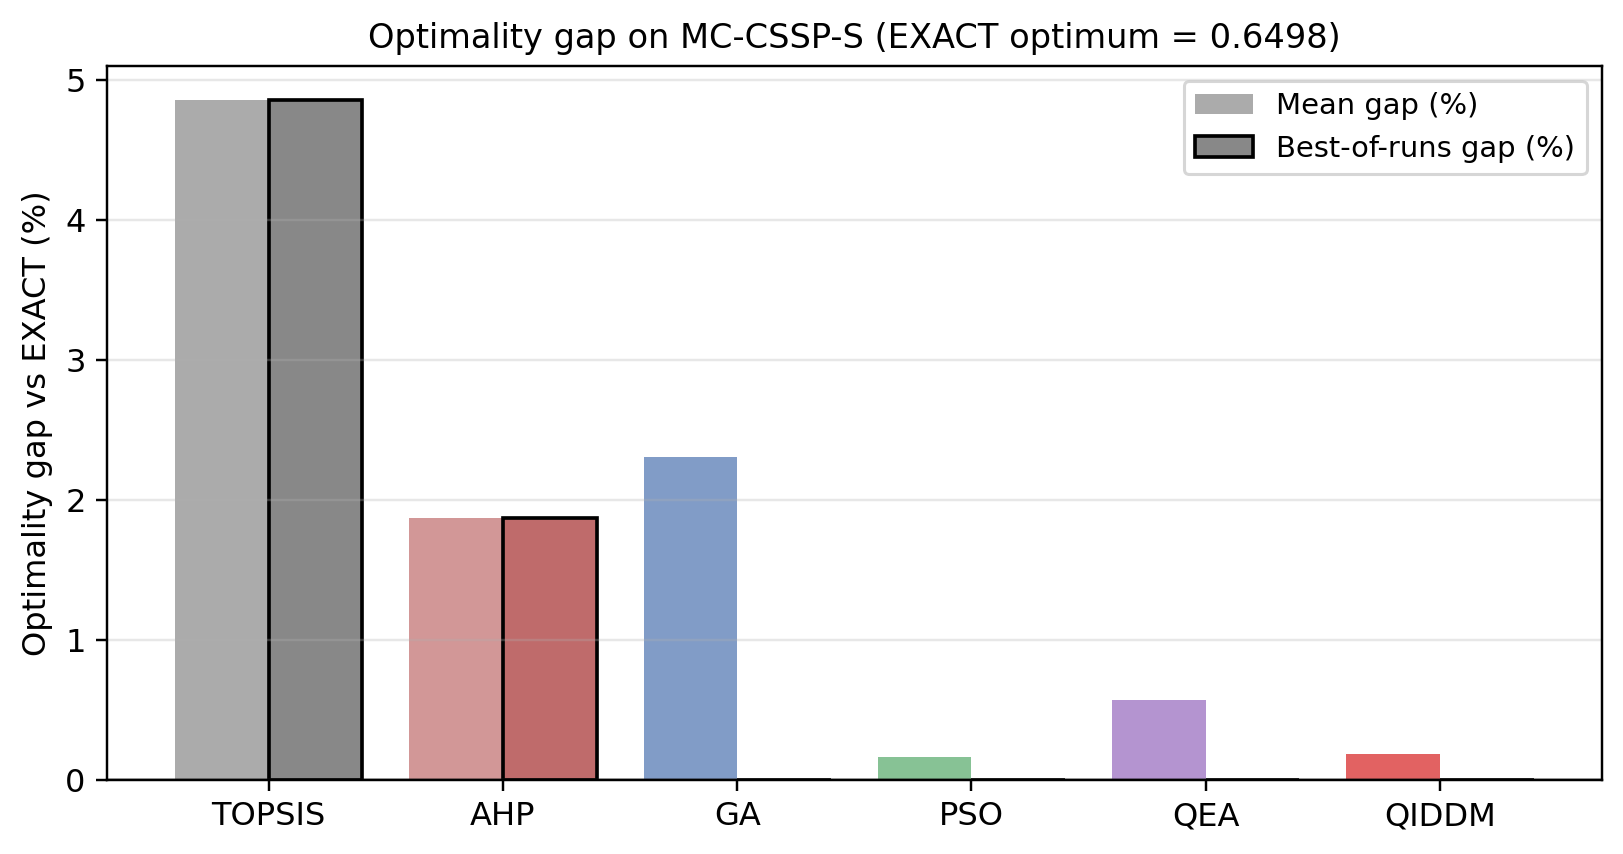 Optimality gap on MC-CSSP-S (EXACT optimum = 0.6498)
Mean gap (%)
Best-of-runs gap (%)
Optimality gap vs EXACT (%)
5
4
3
2
1
0
TOPSIS
AHP
GA
PSO
QEA
QIDDM